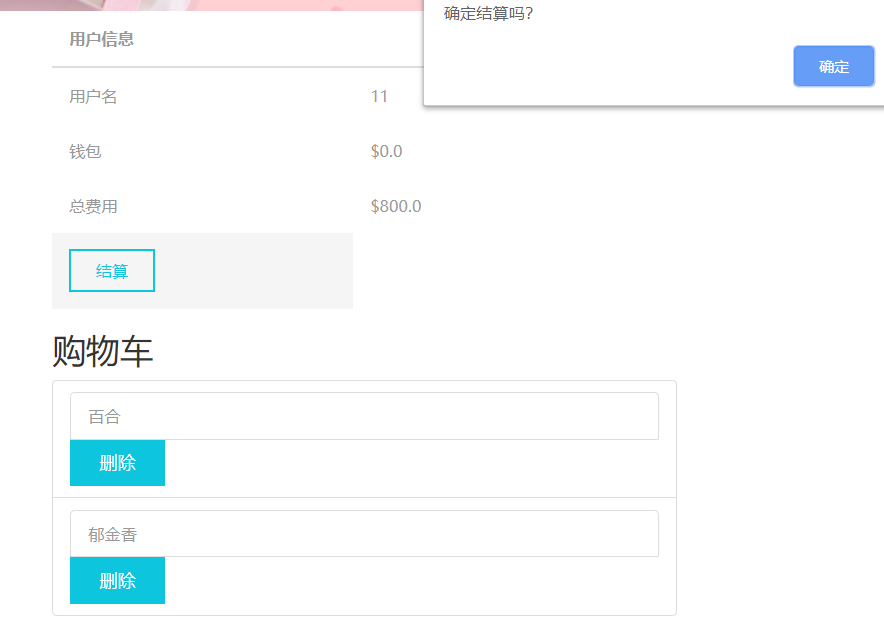 确定结算吗?
确定
用户信息
用户名 11
钱包 $0.0
总费用 $800.0
结算
购物车
百合
删除
郁金香
删除